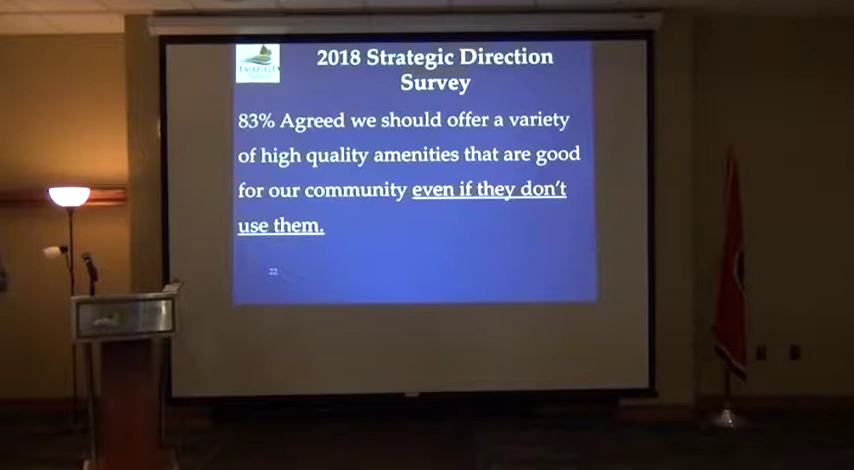 FAIRFIELD
2018 Strategic Direction
Survey
83% Agreed we should offer a variety
of high quality amenities that are good
for our community even if they don't
use them.